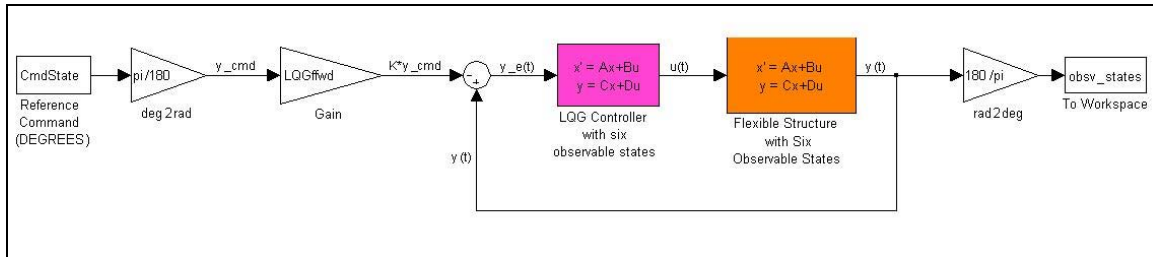 CmdState
Reference
Command
(DEGREES)
pi/180
deg2rad
y_cmd
LQGffwd
Gain
K*y_cmd
y_e(t)
x' = Ax+Bu
y = Cx+Du
LQG Controller
with six
observable states
u(t)
x' = Ax+Bu
y = Cx+Du
Flexible Structure
with Six
Observable States
y(t)
180/pi
rad2deg
obsv_states
To Workspace
y(t)